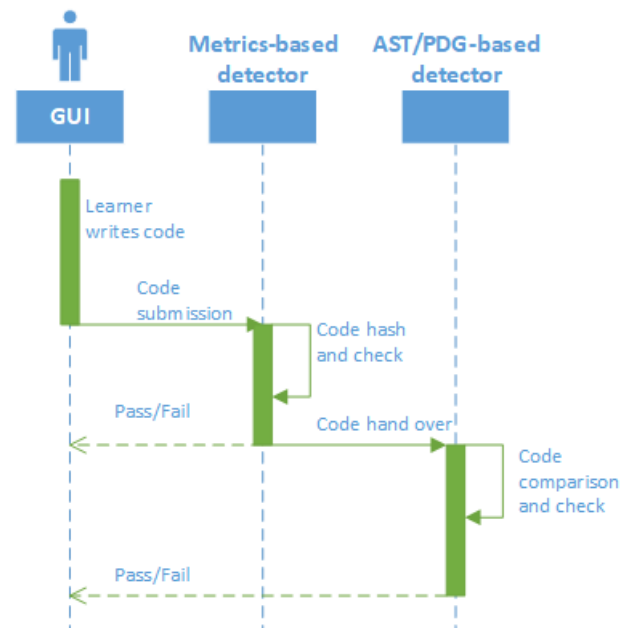 Metrics-based
detector
AST/PDG-based
detector
GUI
Learner
writes code
Code
submission
Code hash
and check
Pass/Fail
Code hand over
Code
comparison
and check
Pass/Fail